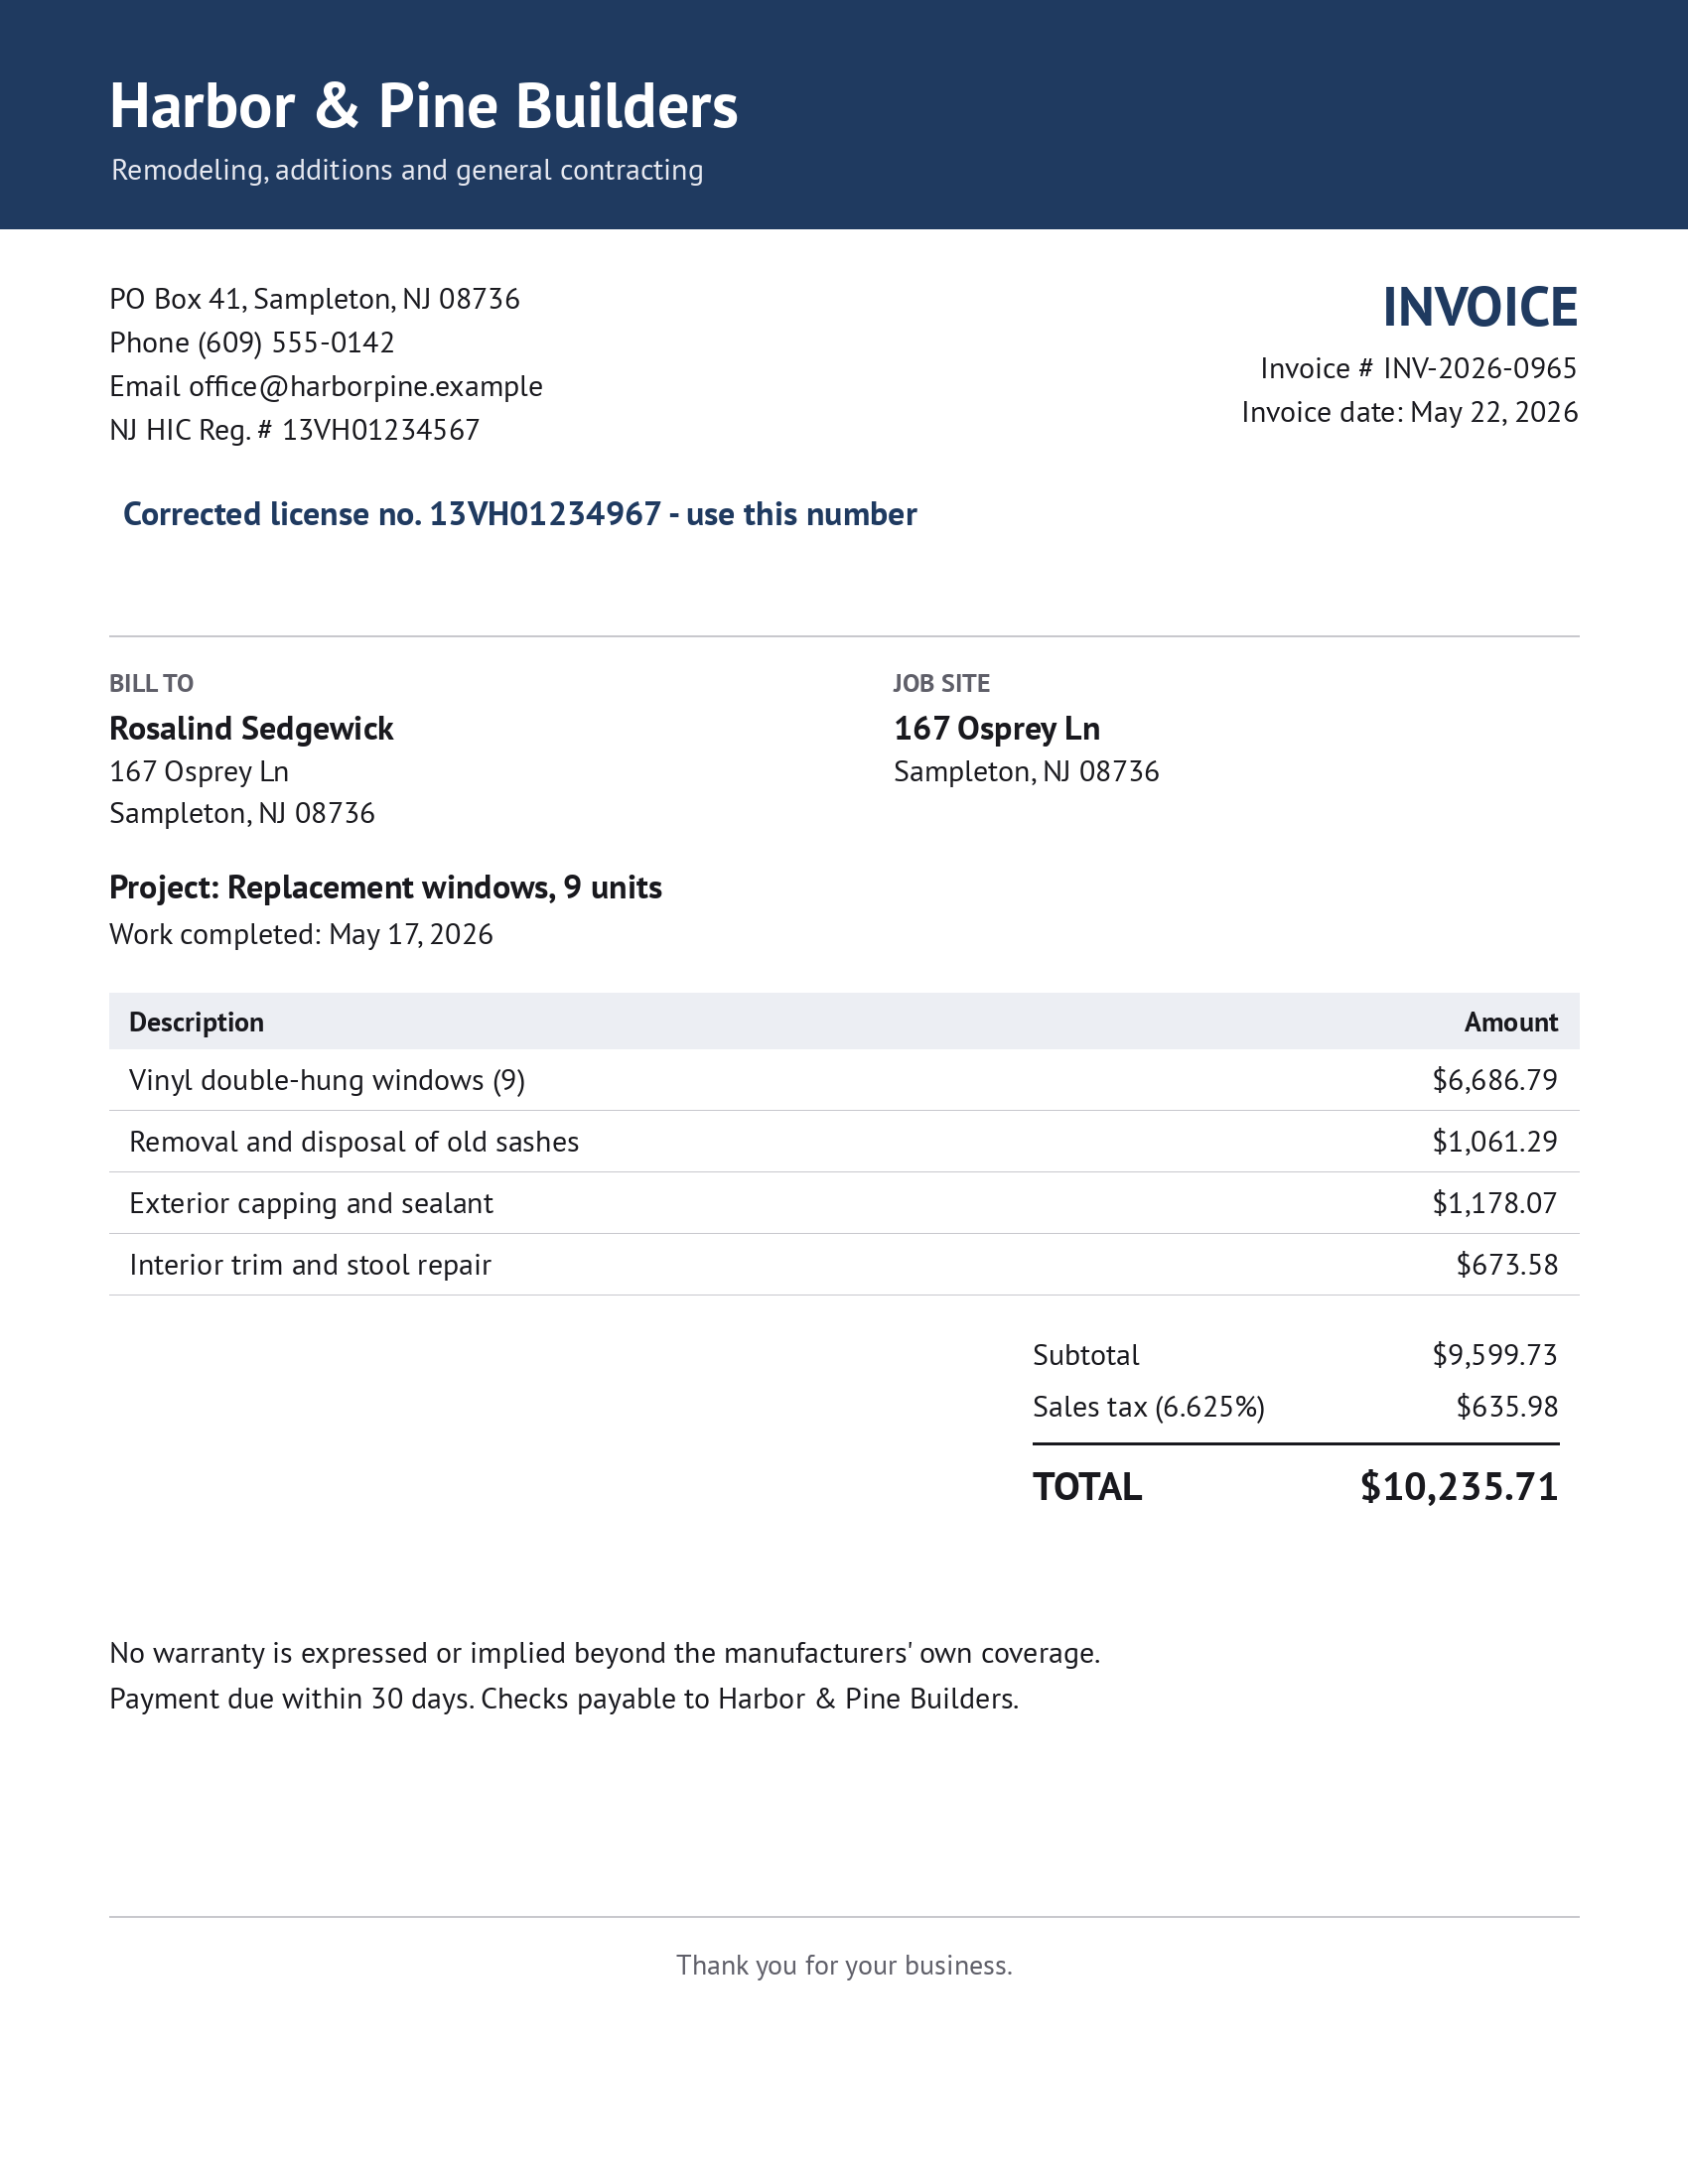 Harbor & Pine Builders
Remodeling, additions and general contracting
PO Box 41, Sampleton, NJ 08736
Phone (609) 555-0142
Email office@harborpine.example
NJ HIC Reg. # 13VH01234567
INVOICE
Invoice # INV-2026-0965
Invoice date: May 22, 2026
Corrected license no. 13VH01234967 - use this number
BILL TO
Rosalind Sedgewick
167 Osprey Ln
Sampleton, NJ 08736
JOB SITE
167 Osprey Ln
Sampleton, NJ 08736
Project: Replacement windows, 9 units
Work completed: May 17, 2026
Description Amount
Vinyl double-hung windows (9) $6,686.79
Removal and disposal of old sashes $1,061.29
Exterior capping and sealant $1,178.07
Interior trim and stool repair $673.58
Subtotal $9,599.73
Sales tax (6.625%) $635.98
TOTAL $10,235.71
No warranty is expressed or implied beyond the manufacturers' own coverage.
Payment due within 30 days. Checks payable to Harbor & Pine Builders.
Thank you for your business.